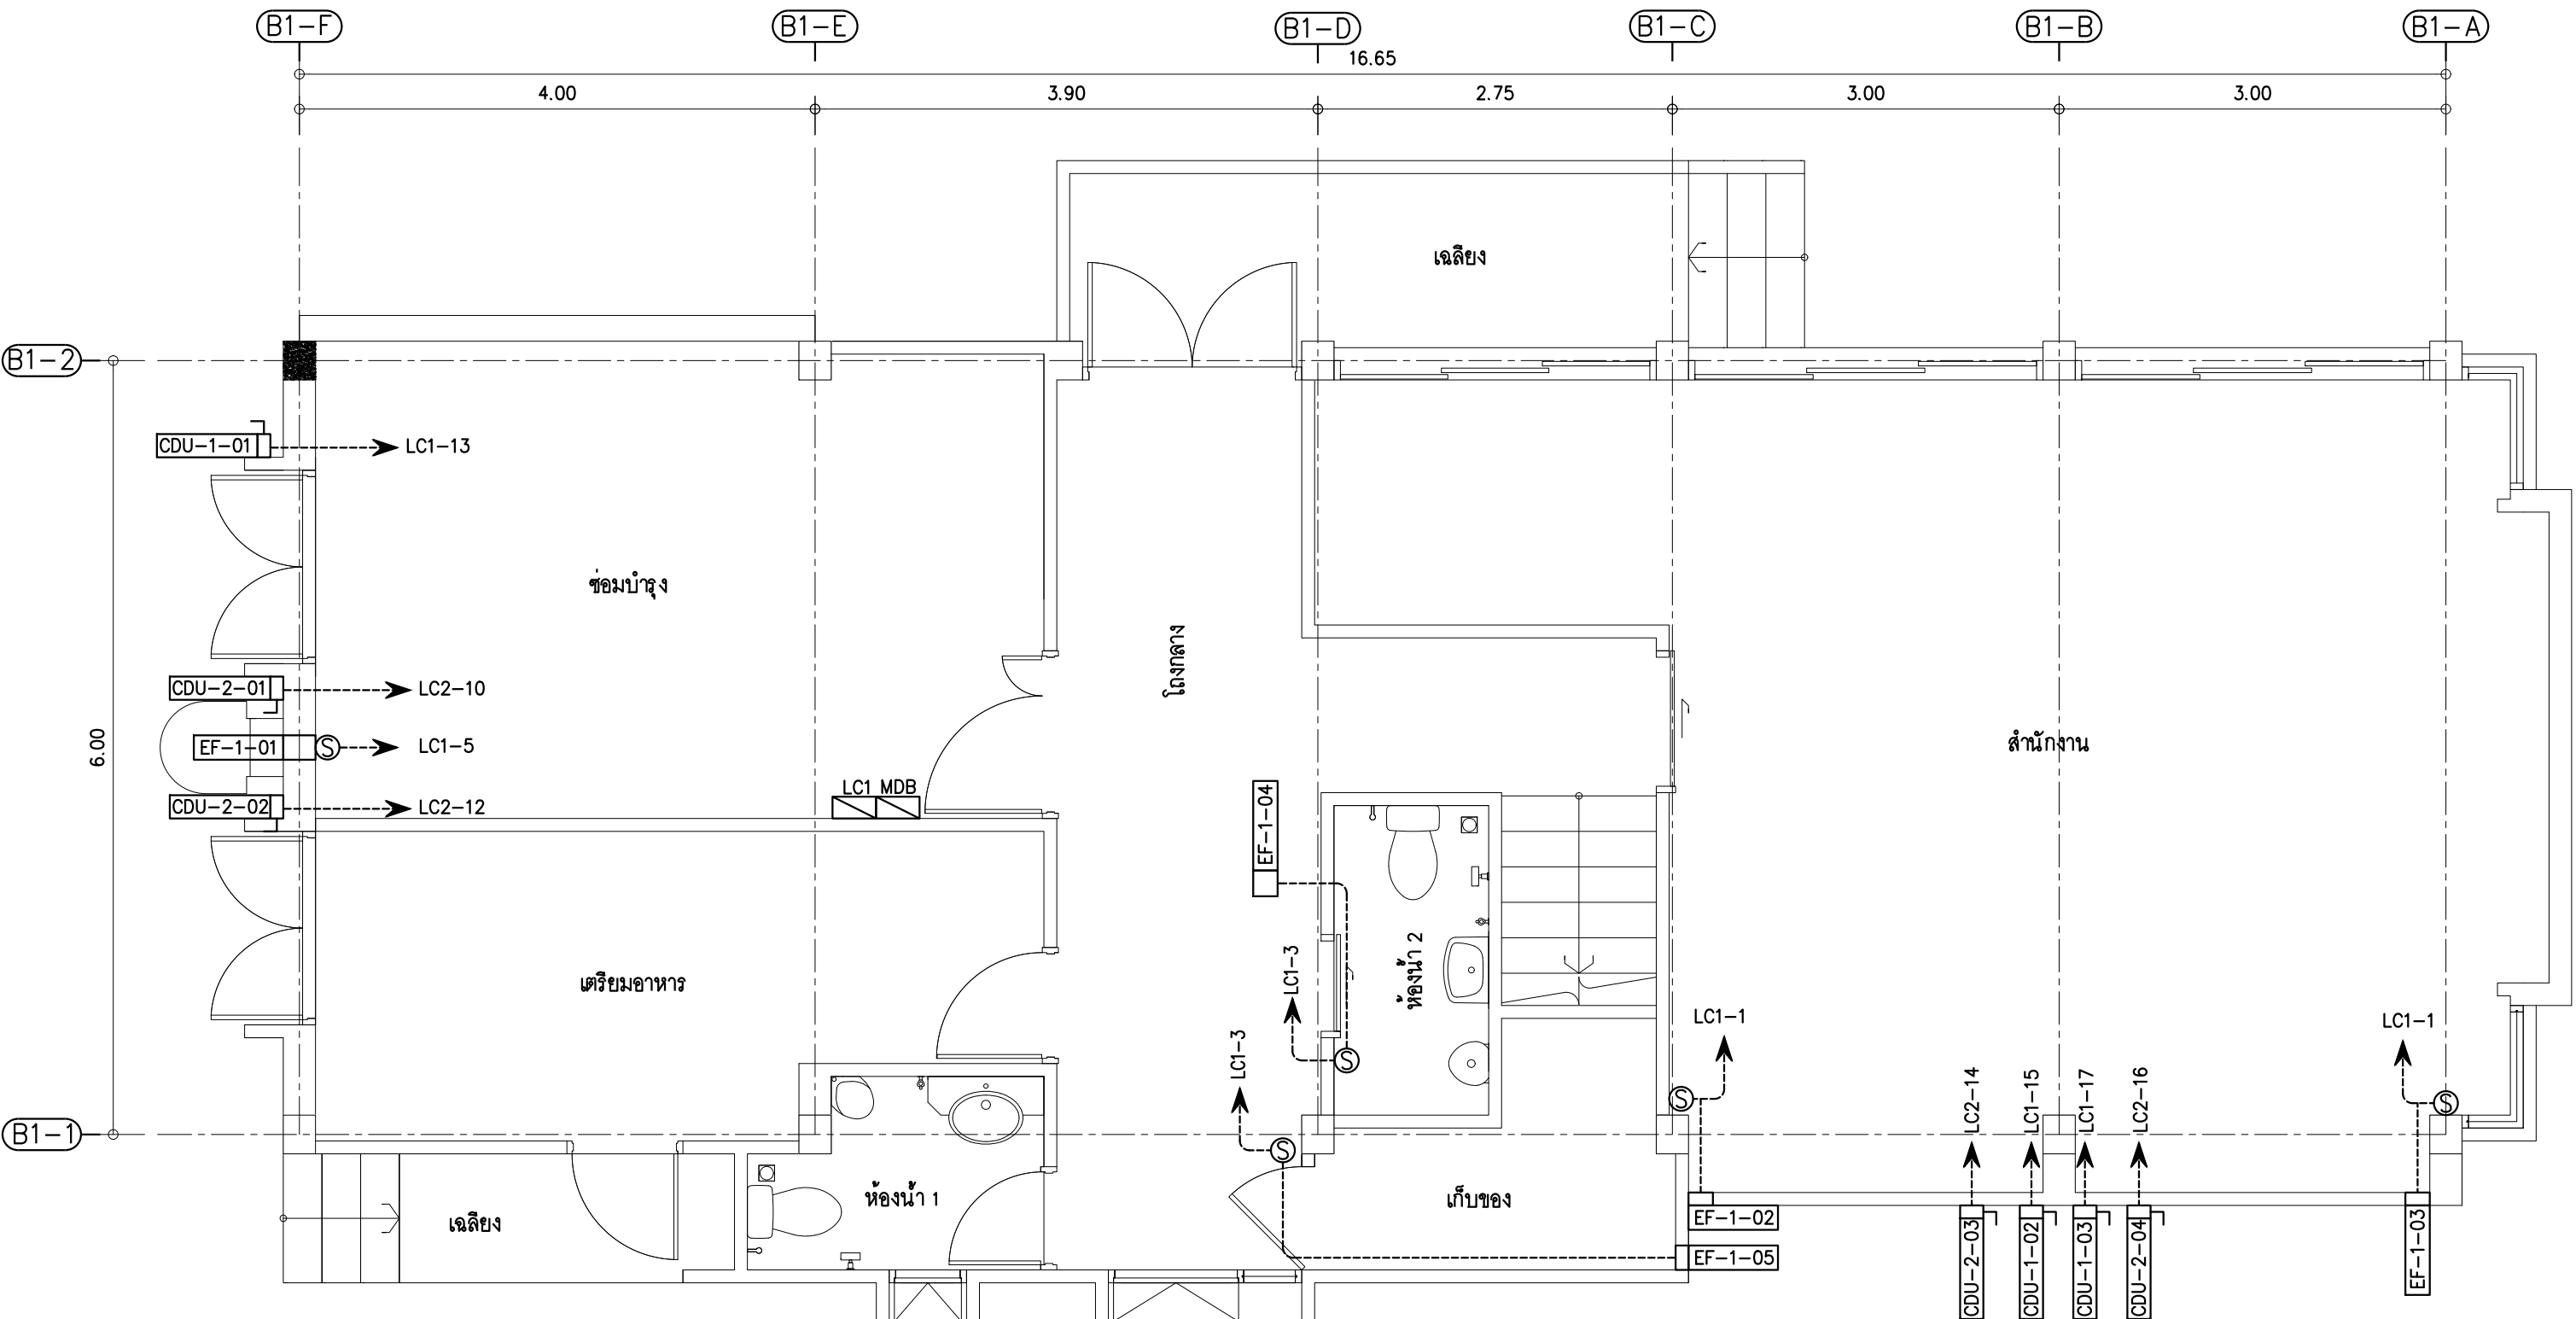 B1-F B1-E B1-D B1-C B1-B B1-A
16.65
4.00 3.90 2.75 3.00 3.00
เฉลียง
B1-2
CDU-1-01 LC1-13
ซ่อมบำรุง
โถงกลาง
CDU-2-01 LC2-10
6.00
EF-1-01 S LC1-5
สำนักงาน
CDU-2-02 LC2-12
LC1 MDB
EF-1-04
เตรียมอาหาร
LC1-3
ห้องน้ำ 2
LC1-3
S
LC1-1
LC1-1
S
S
B1-1
S
LC2-14
LC1-15
LC1-17
LC2-16
ห้องน้ำ 1
เก็บของ
เฉลียง
EF-1-02
EF-1-05
CDU-2-03
CDU-1-02
CDU-1-03
CDU-2-04
EF-1-03